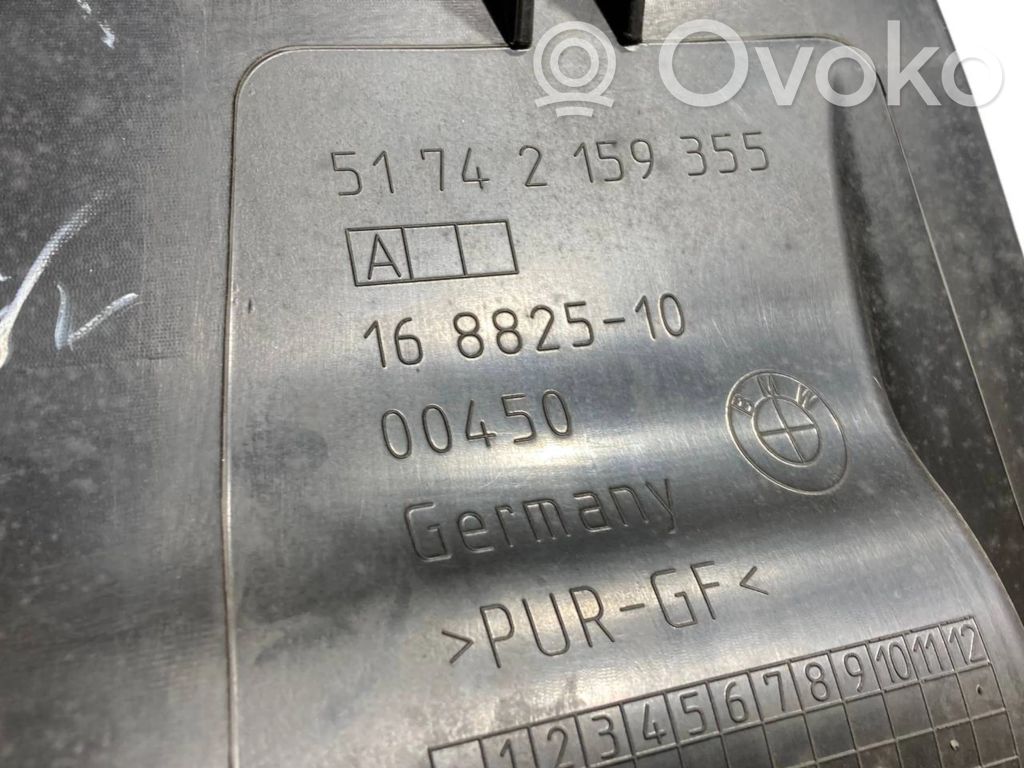 Ovoko
51 74 2 159 355
A
16 8825-10
00450
BMW
Germany
>PUR-GF<
1 2 3 4 5 6 7 8 9 10 11 12